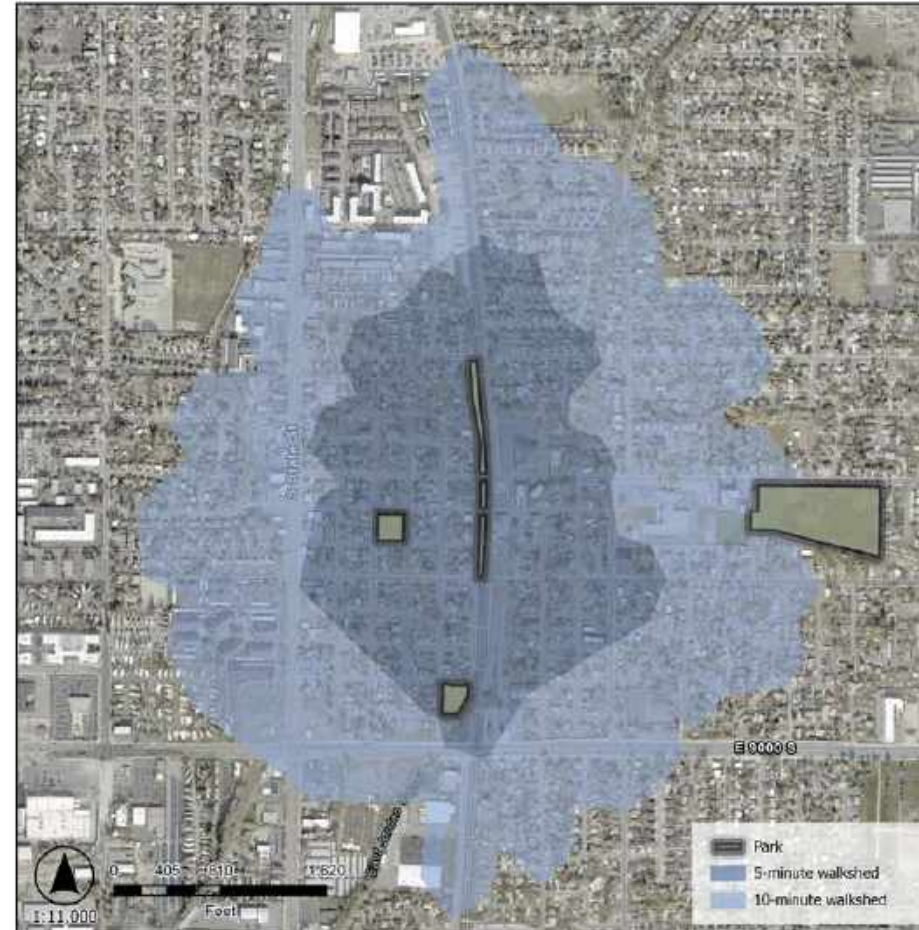 E 9000 S
0 405 810 1'620
Feet
1:11,000
Park
5-minute walkshed
10-minute walkshed